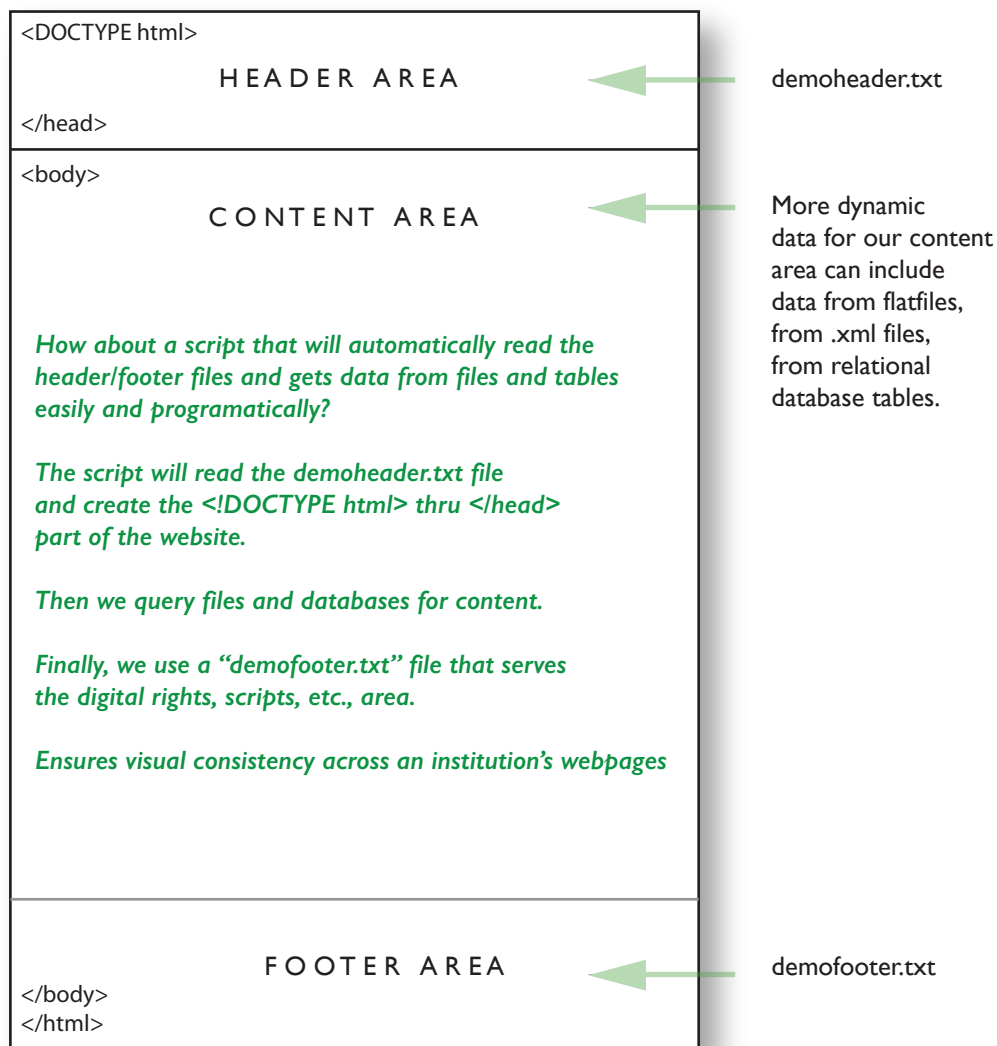 <DOCTYPE html>
HEADER AREA
demoheader.txt
</head>
<body>
CONTENT AREA
More dynamic
data for our content
area can include
data from flatfiles,
from .xml files,
from relational
database tables.
How about a script that will automatically read the
header/footer files and gets data from files and tables
easily and programatically?
The script will read the demoheader.txt file
and create the <!DOCTYPE html> thru </head>
part of the website.
Then we query files and databases for content.
Finally, we use a “demofooter.txt” file that serves
the digital rights, scripts, etc., area.
Ensures visual consistency across an institution’s webpages
FOOTER AREA
demofooter.txt
</body>
</html>